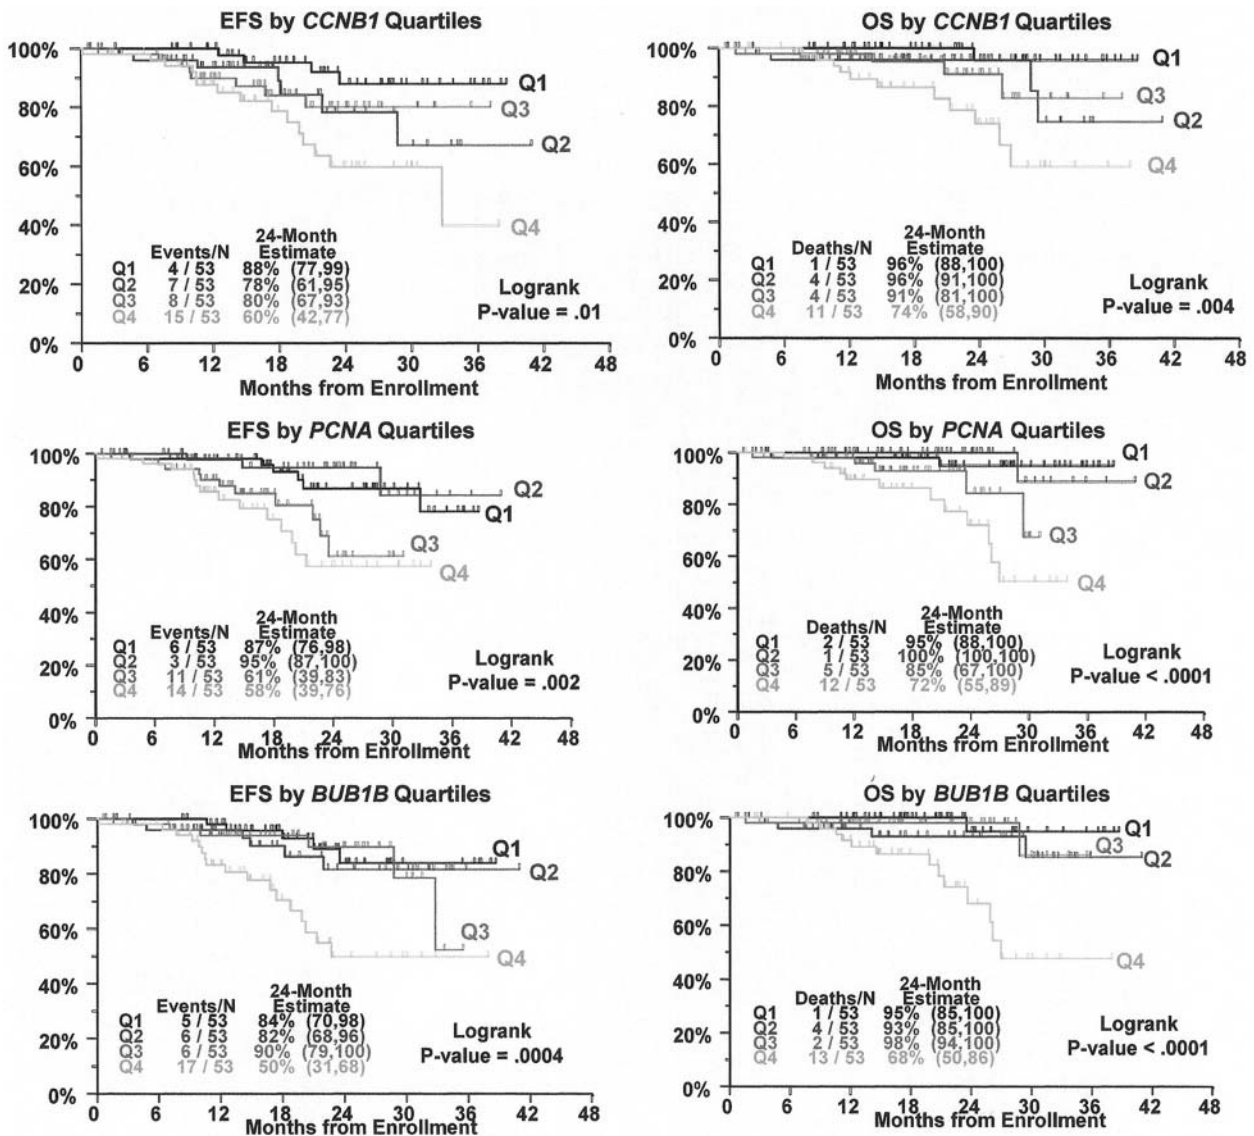 EFS by CCNB1 Quartiles
100%
80%
60%
40%
20%
0%
Q1
Q3
Q2
Q4
24-Month
Events/N Estimate
Q1 4 / 53 88% (77,99)
Q2 7 / 53 78% (61,95)
Q3 8 / 53 80% (67,93)
Q4 15 / 53 60% (42,77)
Logrank
P-value = .01
0 6 12 18 24 30 36 42 48
Months from Enrollment
OS by CCNB1 Quartiles
100%
80%
60%
40%
20%
0%
Q1
Q3
Q2
Q4
24-Month
Deaths/N Estimate
Q1 1 / 53 96% (88,100)
Q2 4 / 53 96% (91,100)
Q3 4 / 53 91% (81,100)
Q4 11 / 53 74% (58,90)
Logrank
P-value = .004
0 6 12 18 24 30 36 42 48
Months from Enrollment
EFS by PCNA Quartiles
100%
80%
60%
40%
20%
0%
Q2
Q1
Q3
Q4
24-Month
Events/N Estimate
Q1 6 / 53 87% (76,98)
Q2 3 / 53 95% (87,100)
Q3 11 / 53 61% (39,83)
Q4 14 / 53 58% (39,76)
Logrank
P-value = .002
0 6 12 18 24 30 36 42 48
Months from Enrollment
OS by PCNA Quartiles
100%
80%
60%
40%
20%
0%
Q1
Q2
Q3
Q4
24-Month
Deaths/N Estimate
Q1 2 / 53 95% (88,100)
Q2 1 / 53 100% (100,100)
Q3 5 / 53 85% (67,100)
Q4 12 / 53 72% (55,89)
Logrank
P-value < .0001
0 6 12 18 24 30 36 42 48
Months from Enrollment
EFS by BUB1B Quartiles
100%
80%
60%
40%
20%
0%
Q1
Q2
Q3
Q4
24-Month
Events/N Estimate
Q1 5 / 53 84% (70,98)
Q2 6 / 53 82% (68,96)
Q3 6 / 53 90% (79,100)
Q4 17 / 53 50% (31,68)
Logrank
P-value = .0004
0 6 12 18 24 30 36 42 48
Months from Enrollment
OS by BUB1B Quartiles
100%
80%
60%
40%
20%
0%
Q1
Q3
Q2
Q4
24-Month
Deaths/N Estimate
Q1 1 / 53 95% (85,100)
Q2 4 / 53 93% (85,100)
Q3 2 / 53 98% (94,100)
Q4 13 / 53 68% (50,86)
Logrank
P-value < .0001
0 6 12 18 24 30 36 42 48
Months from Enrollment